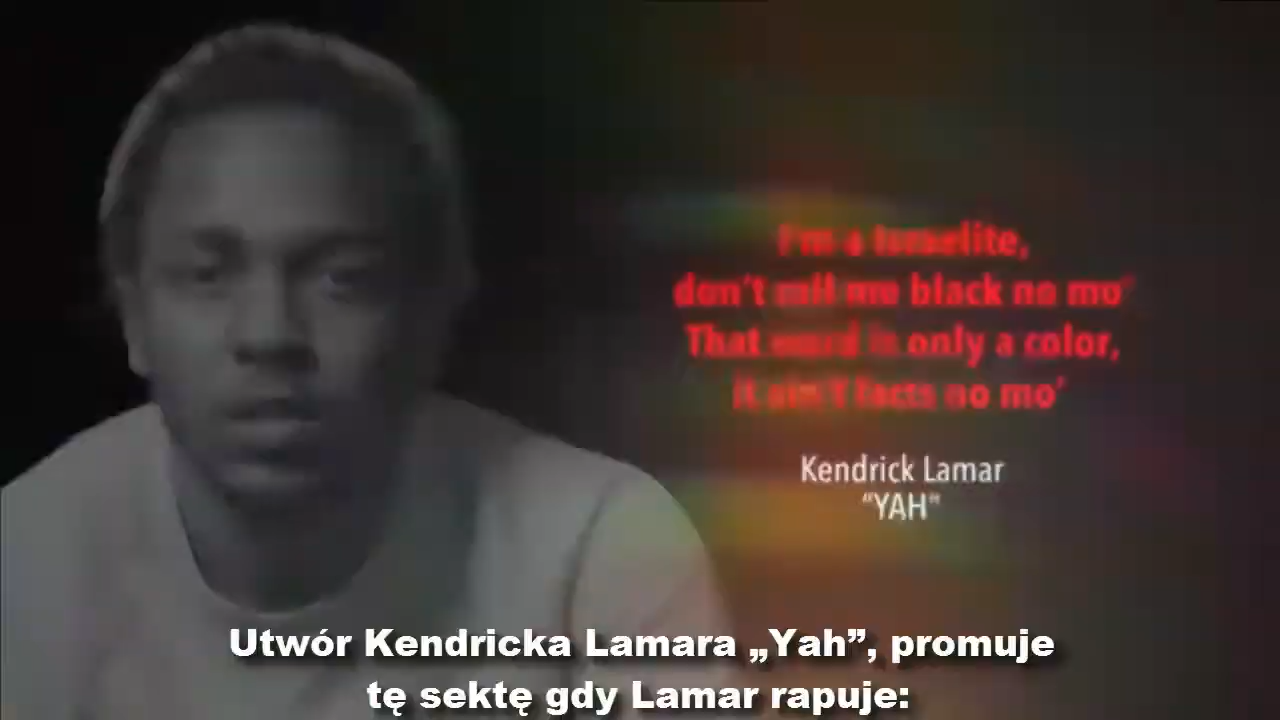 I'm a Israelite,
don't call me black no mo'
That word is only a color,
it ain't facts no mo'
Kendrick Lamar
“YAH”
Utwór Kendricka Lamara „Yah”, promuje
tę sektę gdy Lamar rapuje: